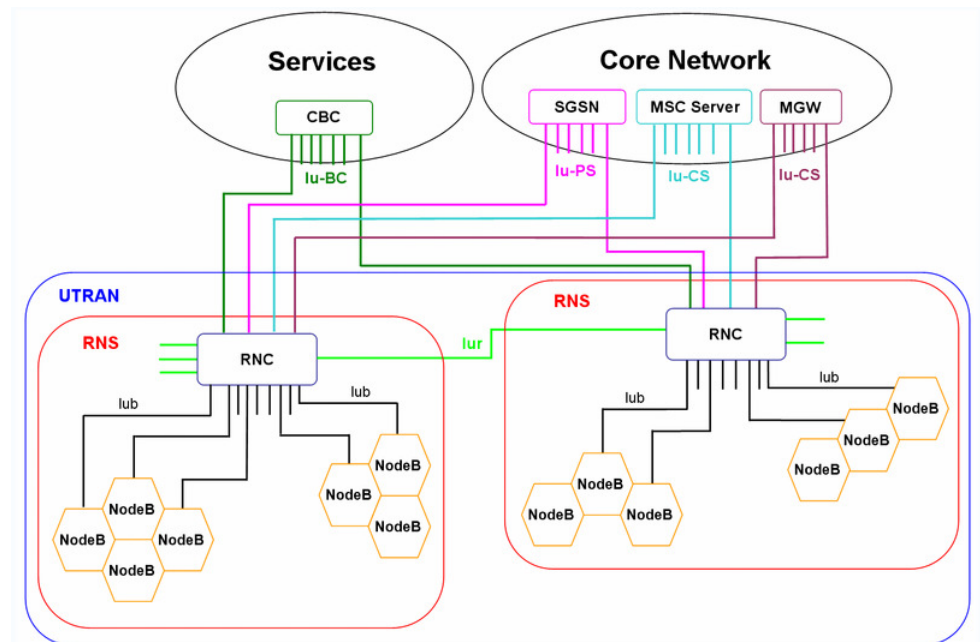 Services
Core Network
CBC
SGSN
MSC Server
MGW
Iu-BC
Iu-PS
Iu-CS
Iu-CS
UTRAN
RNS
RNS
RNC
Iur
RNC
Iub
Iub
Iub
Iub
NodeB
NodeB
NodeB
NodeB
NodeB
NodeB
NodeB
NodeB
NodeB
NodeB
NodeB
NodeB
NodeB